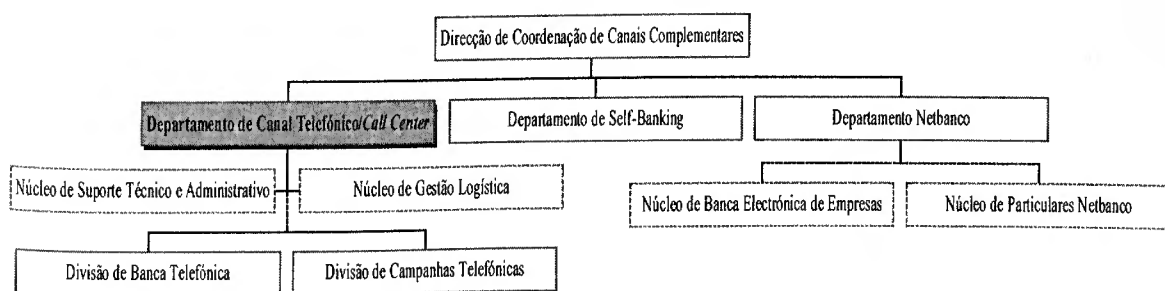 Direcção de Coordenação de Canais Complementares
Departamento de Canal Telefónico/Call Center
Departamento de Self-Banking
Departamento Netbanco
Núcleo de Suporte Técnico e Administrativo
Núcleo de Gestão Logística
Núcleo de Banca Electrónica de Empresas
Núcleo de Particulares Netbanco
Divisão de Banca Telefónica
Divisão de Campanhas Telefónicas